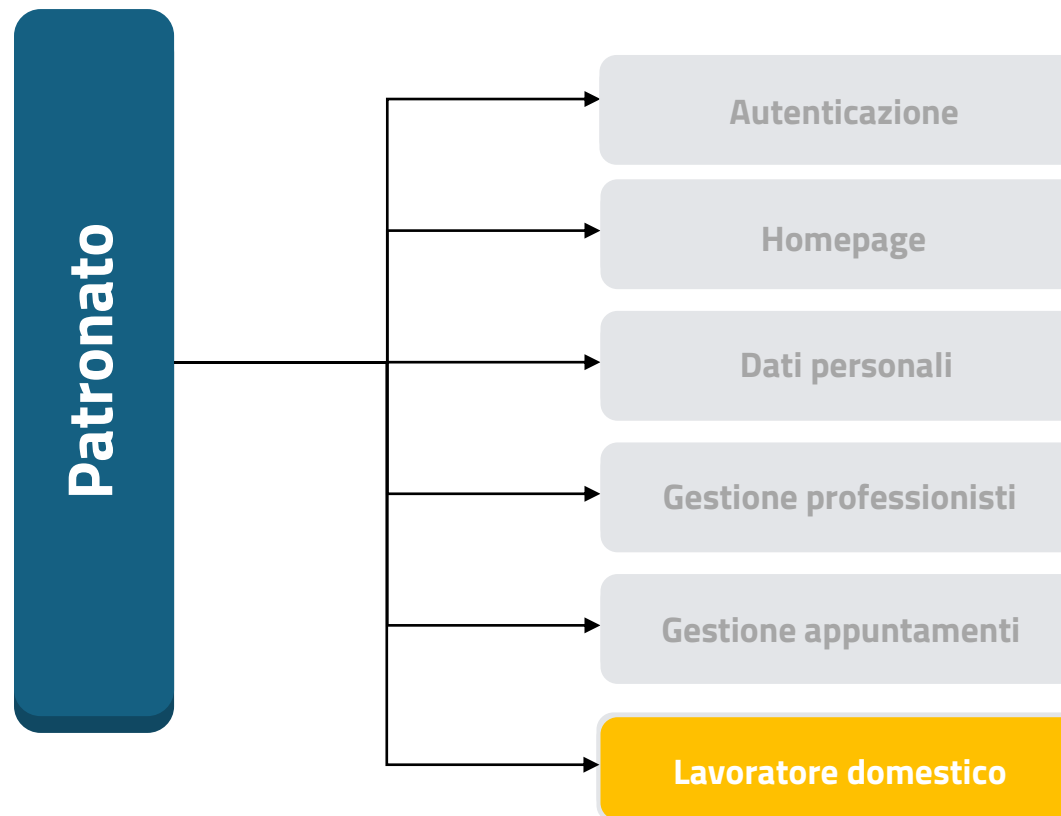 Patronato
Autenticazione
Homepage
Dati personali
Gestione professionisti
Gestione appuntamenti
Lavoratore domestico